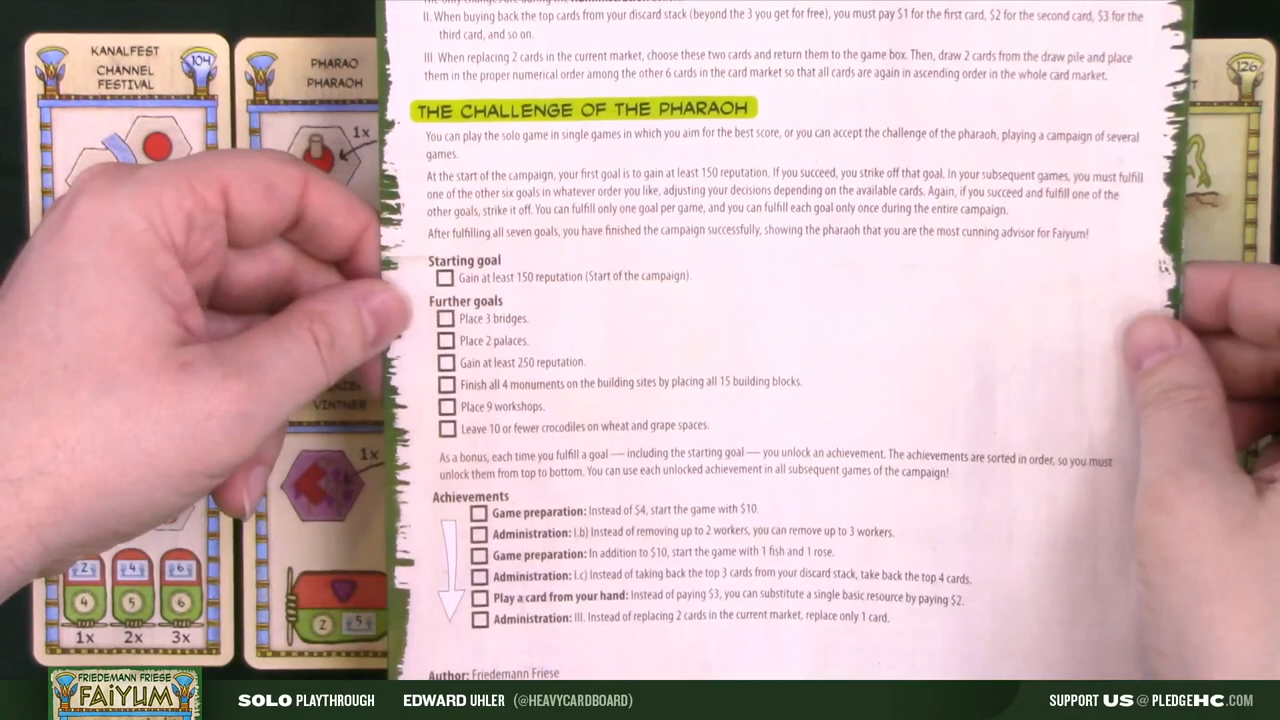 KANALFEST
CHANNEL
FESTIVAL
104
PHARAO
PHARAOH
1x
126
II. When buying back the top cards from your discard stack (beyond the 3 you get for free), you must pay $1 for the first card, $2 for the second card, $3 for the
third card, and so on.
III. When replacing 2 cards in the current market, choose these two cards and return them to the game box. Then, draw 2 cards from the draw pile and place
them in the proper numerical order among the other 6 cards in the card market so that all cards are again in ascending order in the whole card market.
THE CHALLENGE OF THE PHARAOH
You can play the solo game in single games in which you aim for the best score, or you can accept the challenge of the pharaoh, playing a campaign of several
games.
At the start of the campaign, your first goal is to gain at least 150 reputation. If you succeed, you strike off that goal. In your subsequent games, you must fulfill
one of the other six goals in whatever order you like, adjusting your decisions depending on the available cards. Again, if you succeed and fulfill one of the
other goals, strike it off. You can fulfill only one goal per game, and you can fulfill each goal only once during the entire campaign.
After fulfilling all seven goals, you have finished the campaign successfully, showing the pharaoh that you are the most cunning advisor for Faiyum!
Starting goal
Gain at least 150 reputation (Start of the campaign).
Further goals
Place 3 bridges.
Place 2 palaces.
Gain at least 250 reputation.
Finish all 4 monuments on the building sites by placing all 15 building blocks.
Place 9 workshops.
Leave 10 or fewer crocodiles on wheat and grape spaces.
As a bonus, each time you fulfill a goal — including the starting goal — you unlock an achievement. The achievements are sorted in order, so you must
unlock them from top to bottom. You can use each unlocked achievement in all subsequent games of the campaign!
Achievements
Game preparation: Instead of $4, start the game with $10.
Administration: I.b) Instead of removing up to 2 workers, you can remove up to 3 workers.
Game preparation: In addition to $10, start the game with 1 fish and 1 rose.
Administration: I.c) Instead of taking back the top 3 cards from your discard stack, take back the top 4 cards.
Play a card from your hand: Instead of paying $3, you can substitute a single basic resource by paying $2.
Administration: III. Instead of replacing 2 cards in the current market, replace only 1 card.
Author: Friedemann Friese
VINTNER
1x
2 4 6
4 5 6
1x 2x 3x
2 5
FRIEDEMANN FRIESE
FAIYUM
SOLO PLAYTHROUGH EDWARD UHLER (@HEAVYCARDBOARD)
SUPPORT US @ PLEDGEHC.COM